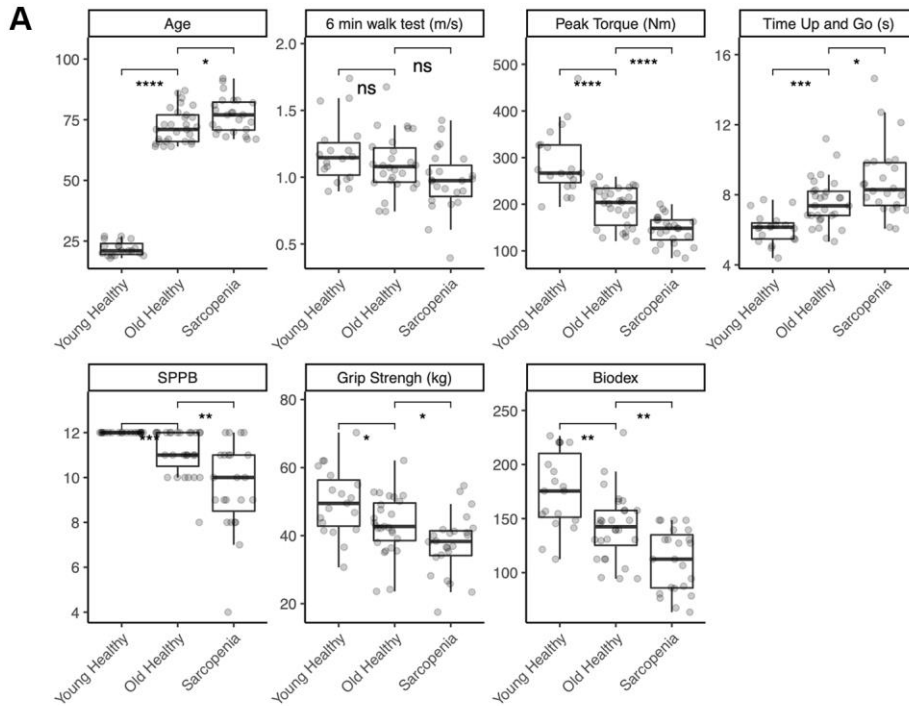 A
Age
6 min walk test (m/s)
Peak Torque (Nm)
Time Up and Go (s)
100
75
50
25
****
*
Young Healthy
Old Healthy
Sarcopenia
2.0
1.5
1.0
0.5
ns
ns
Young Healthy
Old Healthy
Sarcopenia
500
400
300
200
100
****
****
Young Healthy
Old Healthy
Sarcopenia
16
12
8
4
***
*
Young Healthy
Old Healthy
Sarcopenia
SPPB
Grip Strengh (kg)
Biodex
12
10
8
6
4
***
**
Young Healthy
Old Healthy
Sarcopenia
80
60
40
20
*
*
Young Healthy
Old Healthy
Sarcopenia
250
200
150
100
**
**
Young Healthy
Old Healthy
Sarcopenia